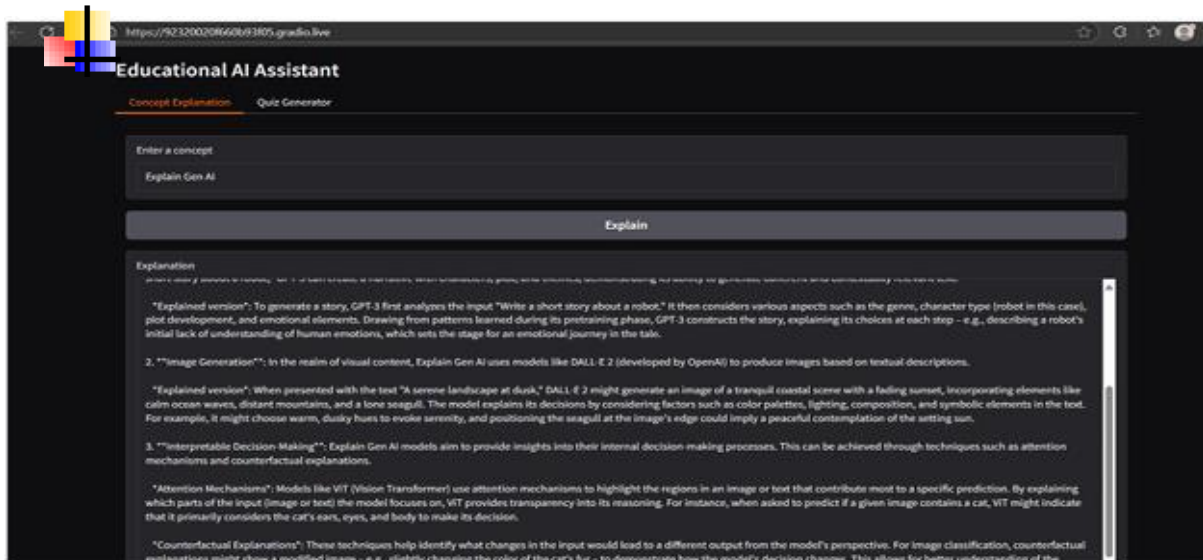 https://92320020f660b93f05.gradio.live
Educational AI Assistant
Concept Explanation Quiz Generator
Enter a concept
Explain Gen AI
Explain
Explanation
"Explained version": To generate a story, GPT-3 first analyzes the input "Write a short story about a robot." It then considers various aspects such as the genre, character type (robot in this case),
plot development, and emotional elements. Drawing from patterns learned during its pretraining phase, GPT-3 constructs the story, explaining its choices at each step – e.g., describing a robot's
initial lack of understanding of human emotions, which sets the stage for an emotional journey in the tale.
2. **Image Generation**: In the realm of visual content, Explain Gen AI uses models like DALL-E 2 (developed by OpenAI) to produce images based on textual descriptions.
"Explained version": When presented with the text "A serene landscape at dusk," DALL-E 2 might generate an image of a tranquil coastal scene with a fading sunset, incorporating elements like
calm ocean waves, distant mountains, and a lone seagull. The model explains its decisions by considering factors such as color palettes, lighting, composition, and symbolic elements in the text.
For example, it might choose warm, dusky hues to evoke serenity, and positioning the seagull at the image's edge could imply a peaceful contemplation of the setting sun.
3. **Interpretable Decision-Making**: Explain Gen AI models aim to provide insights into their internal decision-making processes. This can be achieved through techniques such as attention
mechanisms and counterfactual explanations.
*Attention Mechanisms*: Models like ViT (Vision Transformer) use attention mechanisms to highlight the regions in an image or text that contribute most to a specific prediction. By explaining
which parts of the input (image or text) the model focuses on, ViT provides transparency into its reasoning. For instance, when asked to predict if a given image contains a cat, ViT might indicate
that it primarily considers the cat's ears, eyes, and body to make its decision.
*Counterfactual Explanations*: These techniques help identify what changes in the input would lead to a different output from the model's perspective. For image classification, counterfactual